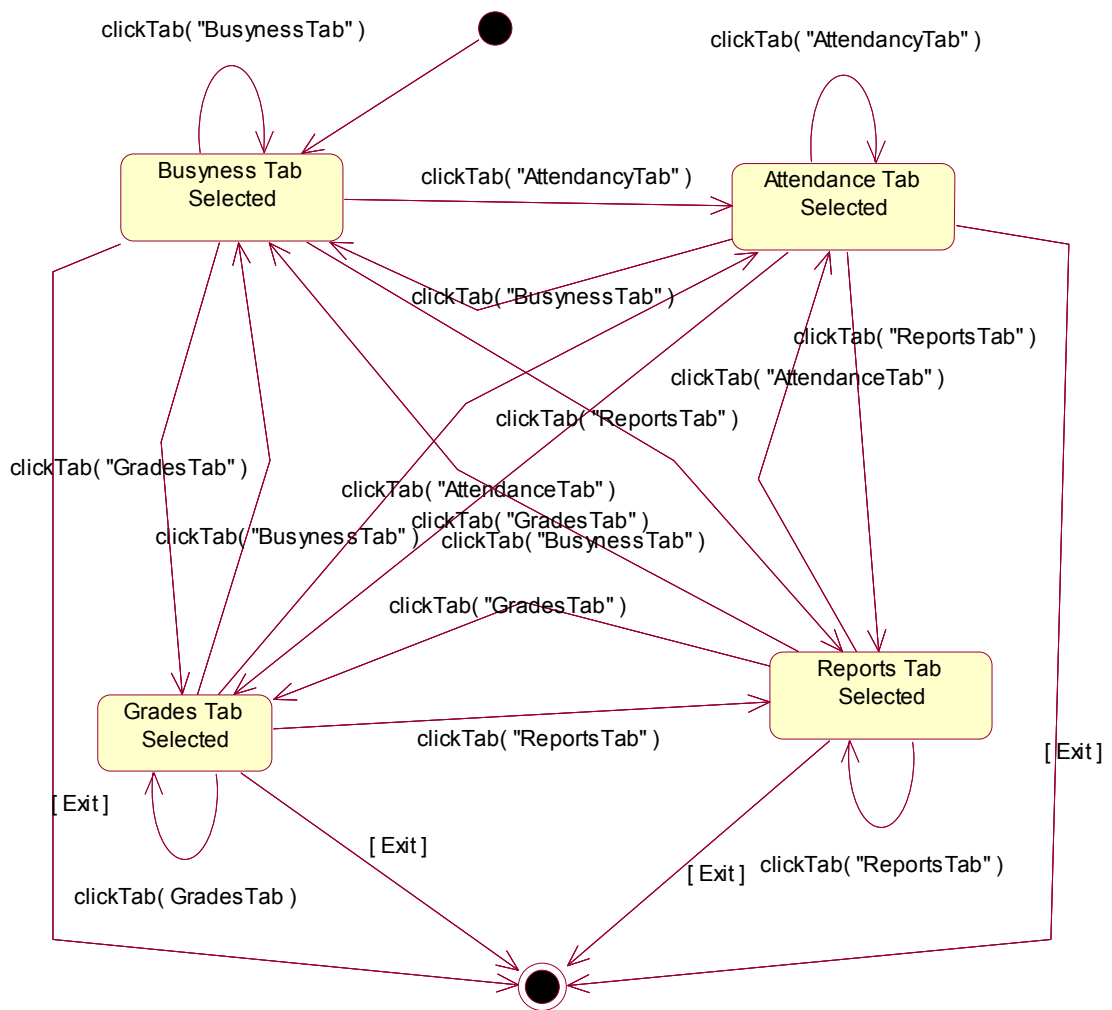 clickTab( "BusynessTab" )
clickTab( "AttendancyTab" )
Busyness Tab
Selected
clickTab( "AttendancyTab" )
Attendance Tab
Selected
clickTab( "BusynessTab" )
clickTab( "ReportsTab" )
clickTab( "AttendanceTab" )
clickTab( "ReportsTab" )
clickTab( "GradesTab" )
clickTab( "AttendanceTab" )
clickTab( "GradesTab" )
clickTab( "BusynessTab" )
clickTab( "BusynessTab" )
clickTab( "GradesTab" )
Reports Tab
Selected
Grades Tab
Selected
clickTab( "ReportsTab" )
[ Exit ]
[ Exit ]
[ Exit ]
[ Exit ]
clickTab( "ReportsTab" )
clickTab( GradesTab )